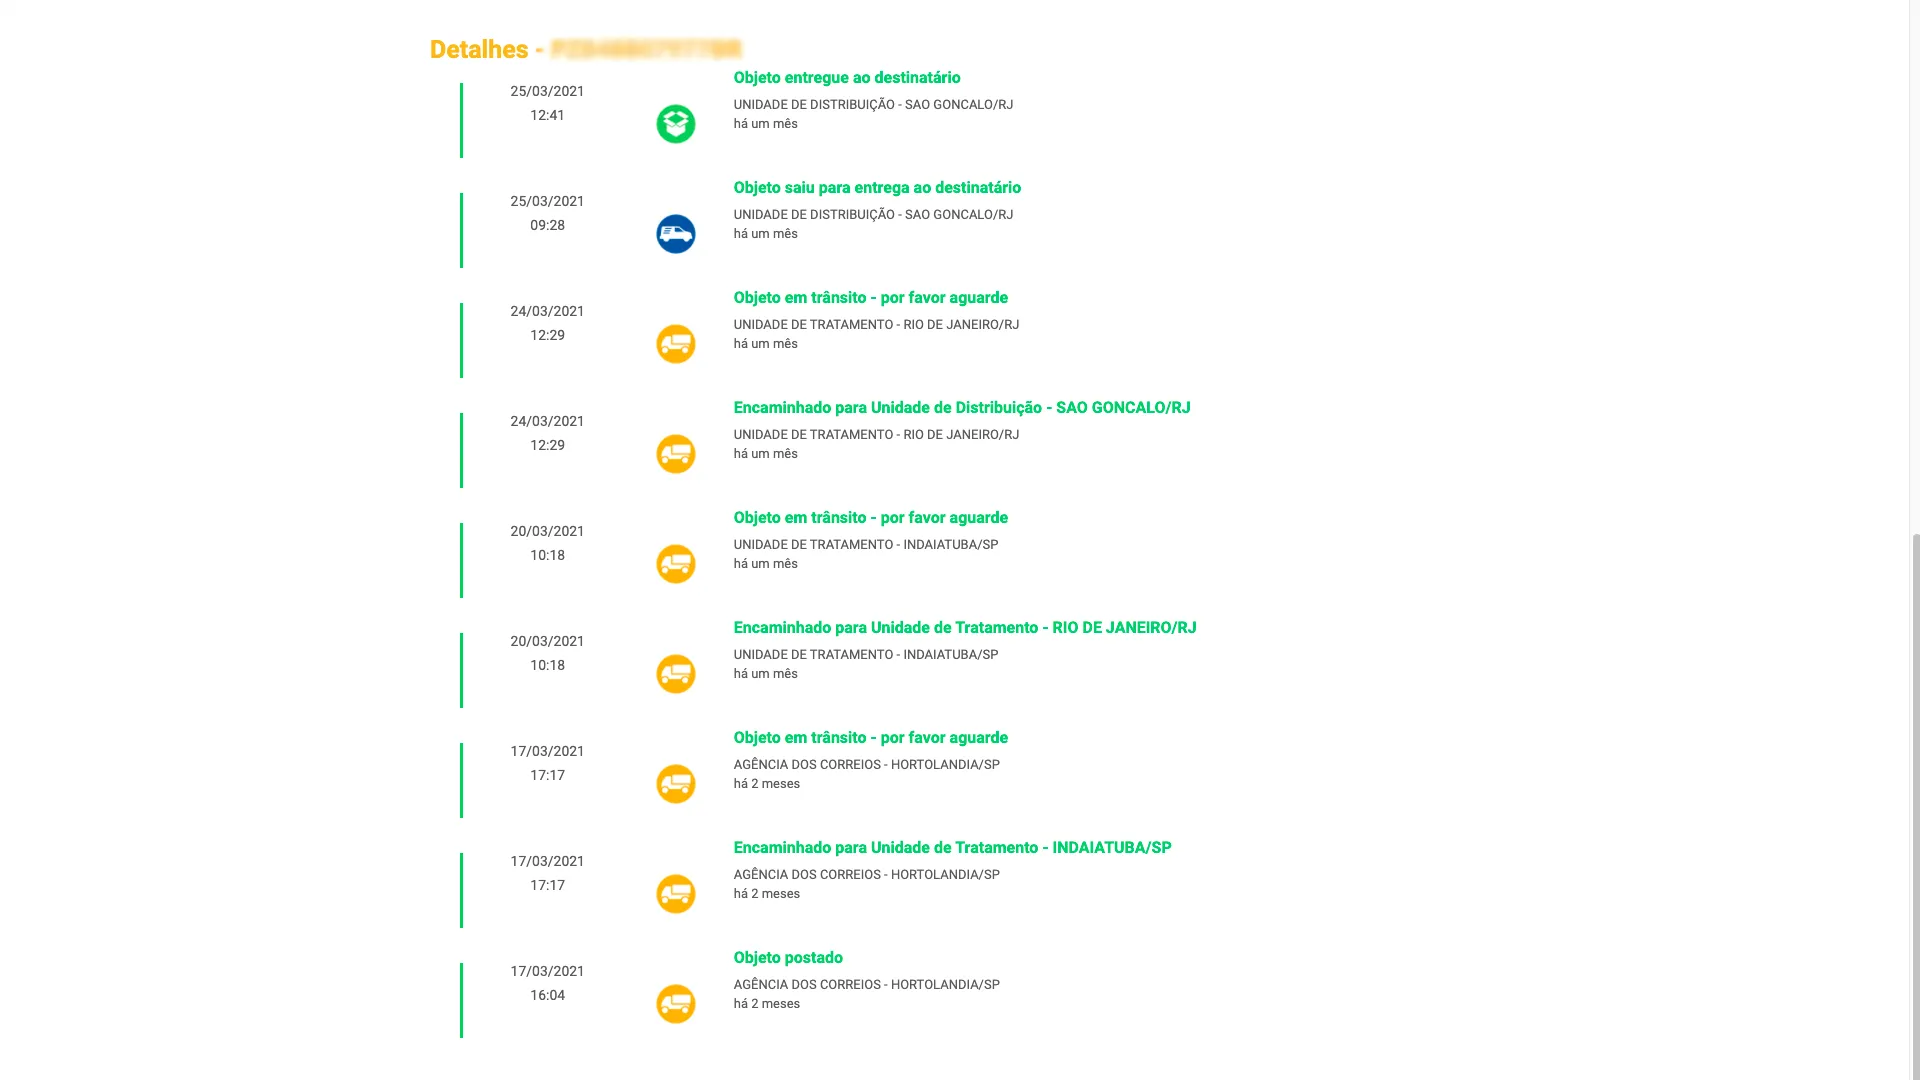 Detalhes -
25/03/2021
12:41
Objeto entregue ao destinatário
UNIDADE DE DISTRIBUIÇÃO - SAO GONCALO/RJ
há um mês
25/03/2021
09:28
Objeto saiu para entrega ao destinatário
UNIDADE DE DISTRIBUIÇÃO - SAO GONCALO/RJ
há um mês
24/03/2021
12:29
Objeto em trânsito - por favor aguarde
UNIDADE DE TRATAMENTO - RIO DE JANEIRO/RJ
há um mês
24/03/2021
12:29
Encaminhado para Unidade de Distribuição - SAO GONCALO/RJ
UNIDADE DE TRATAMENTO - RIO DE JANEIRO/RJ
há um mês
20/03/2021
10:18
Objeto em trânsito - por favor aguarde
UNIDADE DE TRATAMENTO - INDAIATUBA/SP
há um mês
20/03/2021
10:18
Encaminhado para Unidade de Tratamento - RIO DE JANEIRO/RJ
UNIDADE DE TRATAMENTO - INDAIATUBA/SP
há um mês
17/03/2021
17:17
Objeto em trânsito - por favor aguarde
AGÊNCIA DOS CORREIOS - HORTOLANDIA/SP
há 2 meses
17/03/2021
17:17
Encaminhado para Unidade de Tratamento - INDAIATUBA/SP
AGÊNCIA DOS CORREIOS - HORTOLANDIA/SP
há 2 meses
17/03/2021
16:04
Objeto postado
AGÊNCIA DOS CORREIOS - HORTOLANDIA/SP
há 2 meses